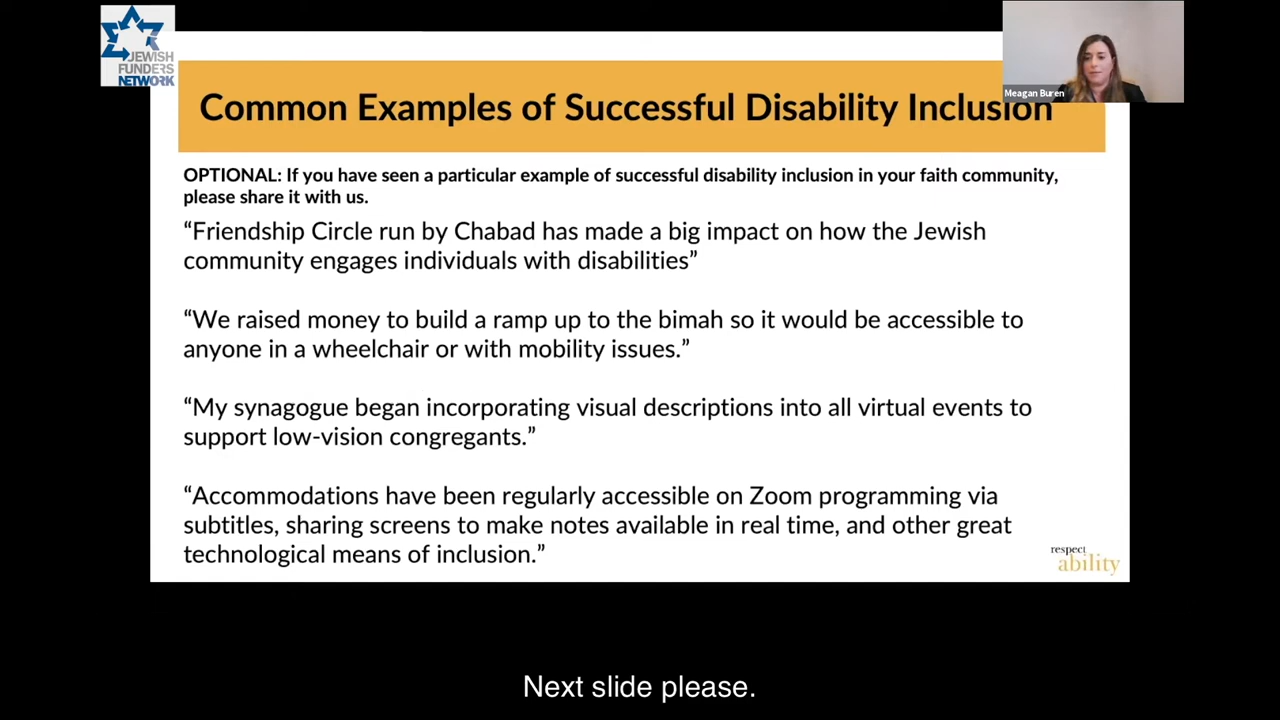 JEWISH
FUNDERS
NETWORK
Meagan Buren
Common Examples of Successful Disability Inclusion
OPTIONAL: If you have seen a particular example of successful disability inclusion in your faith community,
please share it with us.
“Friendship Circle run by Chabad has made a big impact on how the Jewish
community engages individuals with disabilities”
“We raised money to build a ramp up to the bimah so it would be accessible to
anyone in a wheelchair or with mobility issues.”
“My synagogue began incorporating visual descriptions into all virtual events to
support low-vision congregants.”
“Accommodations have been regularly accessible on Zoom programming via
subtitles, sharing screens to make notes available in real time, and other great
technological means of inclusion.”
respect
ability
Next slide please.